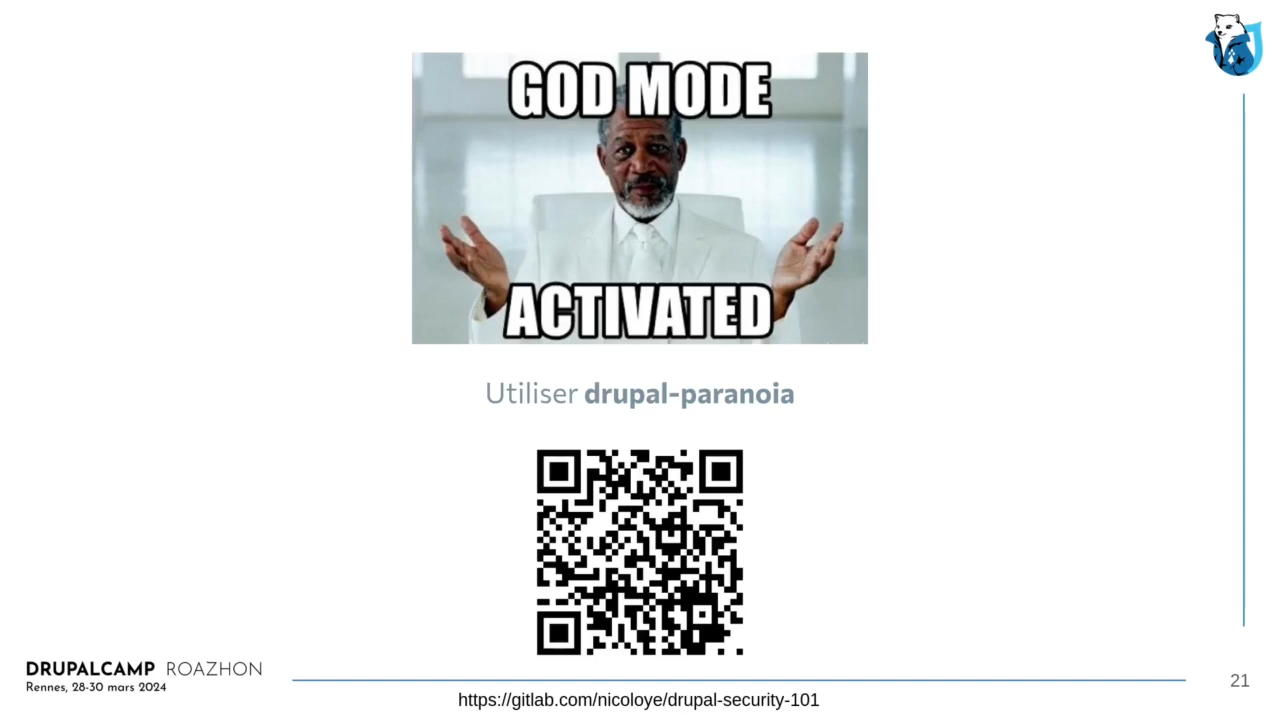 GOD MODE
ACTIVATED
Utiliser drupal-paranoia
DRUPALCAMP ROAZHON
Rennes, 28-30 mars 2024
https://gitlab.com/nicoloye/drupal-security-101
21